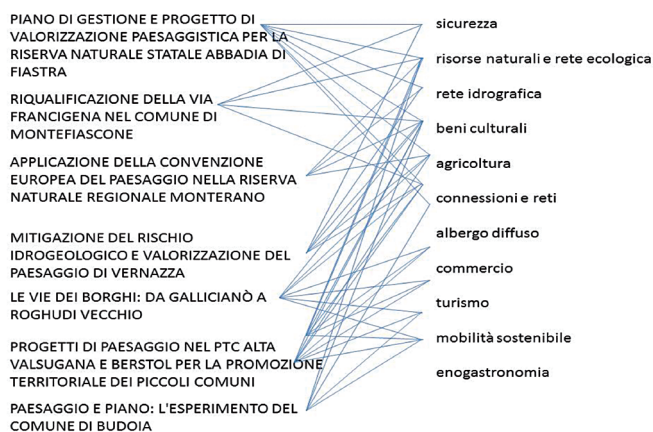 PIANO DI GESTIONE E PROGETTO DI
VALORIZZAZIONE PAESAGGISTICA PER LA
RISERVA NATURALE STATALE ABBADIA DI
FIASTRA
RIQUALIFICAZIONE DELLA VIA
FRANCIGENA NEL COMUNE DI
MONTEFIASCONE
APPLICAZIONE DELLA CONVENZIONE
EUROPEA DEL PAESAGGIO NELLA RISERVA
NATURALE REGIONALE MONTERANO
MITIGAZIONE DEL RISCHIO
IDROGEOLOGICO E VALORIZZAZIONE DEL
PAESAGGIO DI VERNAZZA
LE VIE DEI BORGHI: DA GALLICIANÒ A
ROGHUDI VECCHIO
PROGETTI DI PAESAGGIO NEL PTC ALTA
VALSUGANA E BERSTOL PER LA PROMOZIONE
TERRITORIALE DEI PICCOLI COMUNI
PAESAGGIO E PIANO: L'ESPERIMENTO DEL
COMUNE DI BUDOIA
sicurezza
risorse naturali e rete ecologica
rete idrografica
beni culturali
agricoltura
connessioni e reti
albergo diffuso
commercio
turismo
mobilità sostenibile
enogastronomia